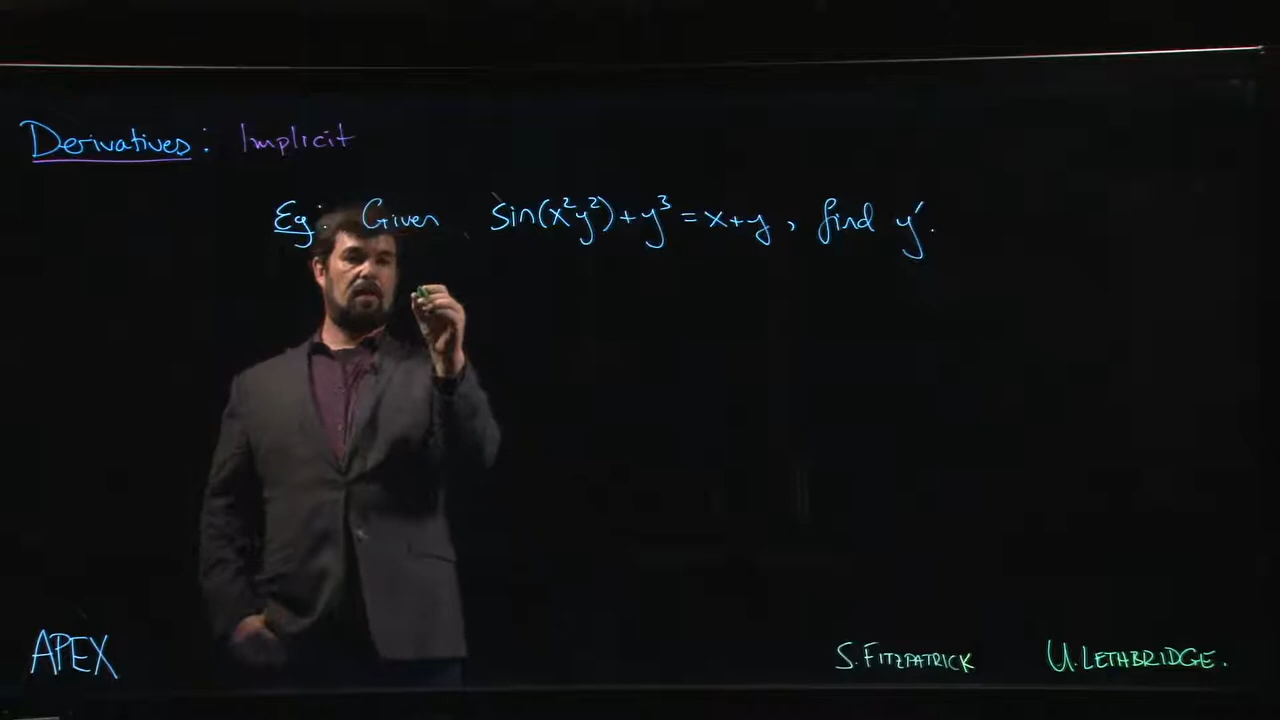 Derivatives: Implicit
Eg: Given sin(x²y²)+y³=x+y, find y′.
APEX
S. FITZPATRICK
U. LETHBRIDGE.